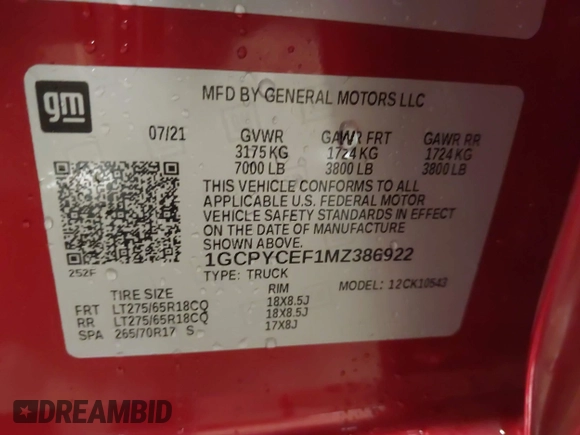 gm
MFD BY GENERAL MOTORS LLC
07/21 GVWR GAWR FRT GAWR RR
3175 KG 1724 KG 1724 KG
7000 LB 3800 LB 3800 LB
THIS VEHICLE CONFORMS TO ALL
APPLICABLE U.S. FEDERAL MOTOR
VEHICLE SAFETY STANDARDS IN EFFECT
ON THE DATE OF MANUFACTURE
SHOWN ABOVE.
252F
1GCPYCEF1MZ386922
TYPE: TRUCK MODEL: 12CK10543
TIRE SIZE RIM
FRT LT275/65R18CQ 18X8.5J
RR LT275/65R18CQ 18X8.5J
SPA 265/70R17 S 17X8J
DREAMBID